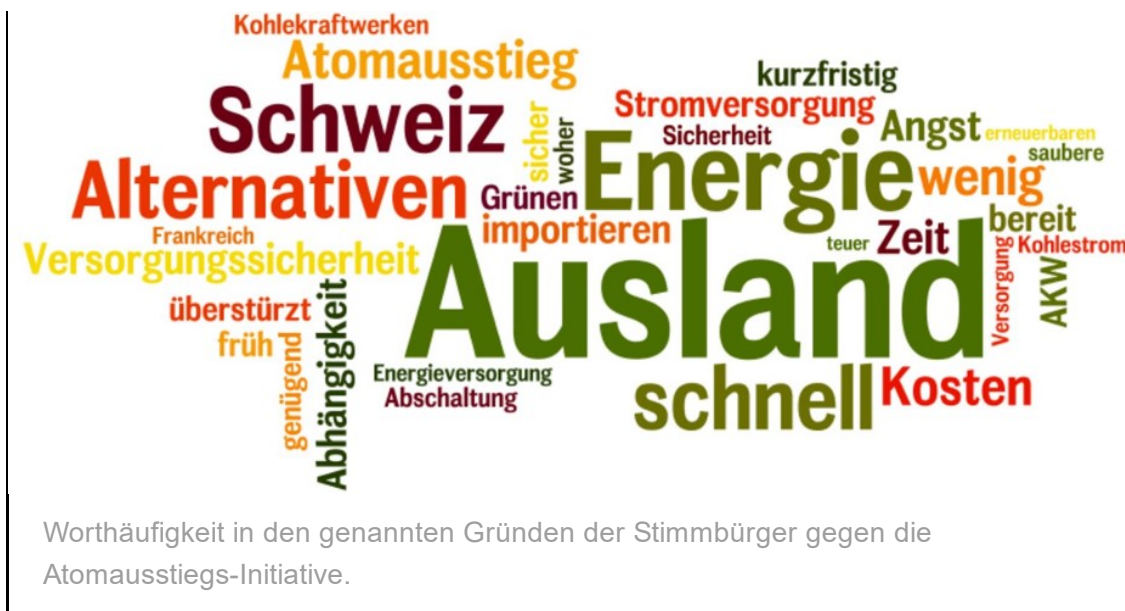 Kohlekraftwerken
Atomausstieg
kurzfristig
Schweiz
Stromversorgung
sicher
woher
Sicherheit
Angst
erneuerbaren
saubere
Alternativen
Grünen
Energie
wenig
importieren
bereit
Frankreich
teuer
Zeit
Kohlestrom
Versorgungssicherheit
Ausland
Versorgung
AKW
überstürzt
früh
genügend
Abhängigkeit
Energieversorgung
Abschaltung
schnell
Kosten
Worthäufigkeit in den genannten Gründen der Stimmbürger gegen die
Atomausstiegs-Initiative.